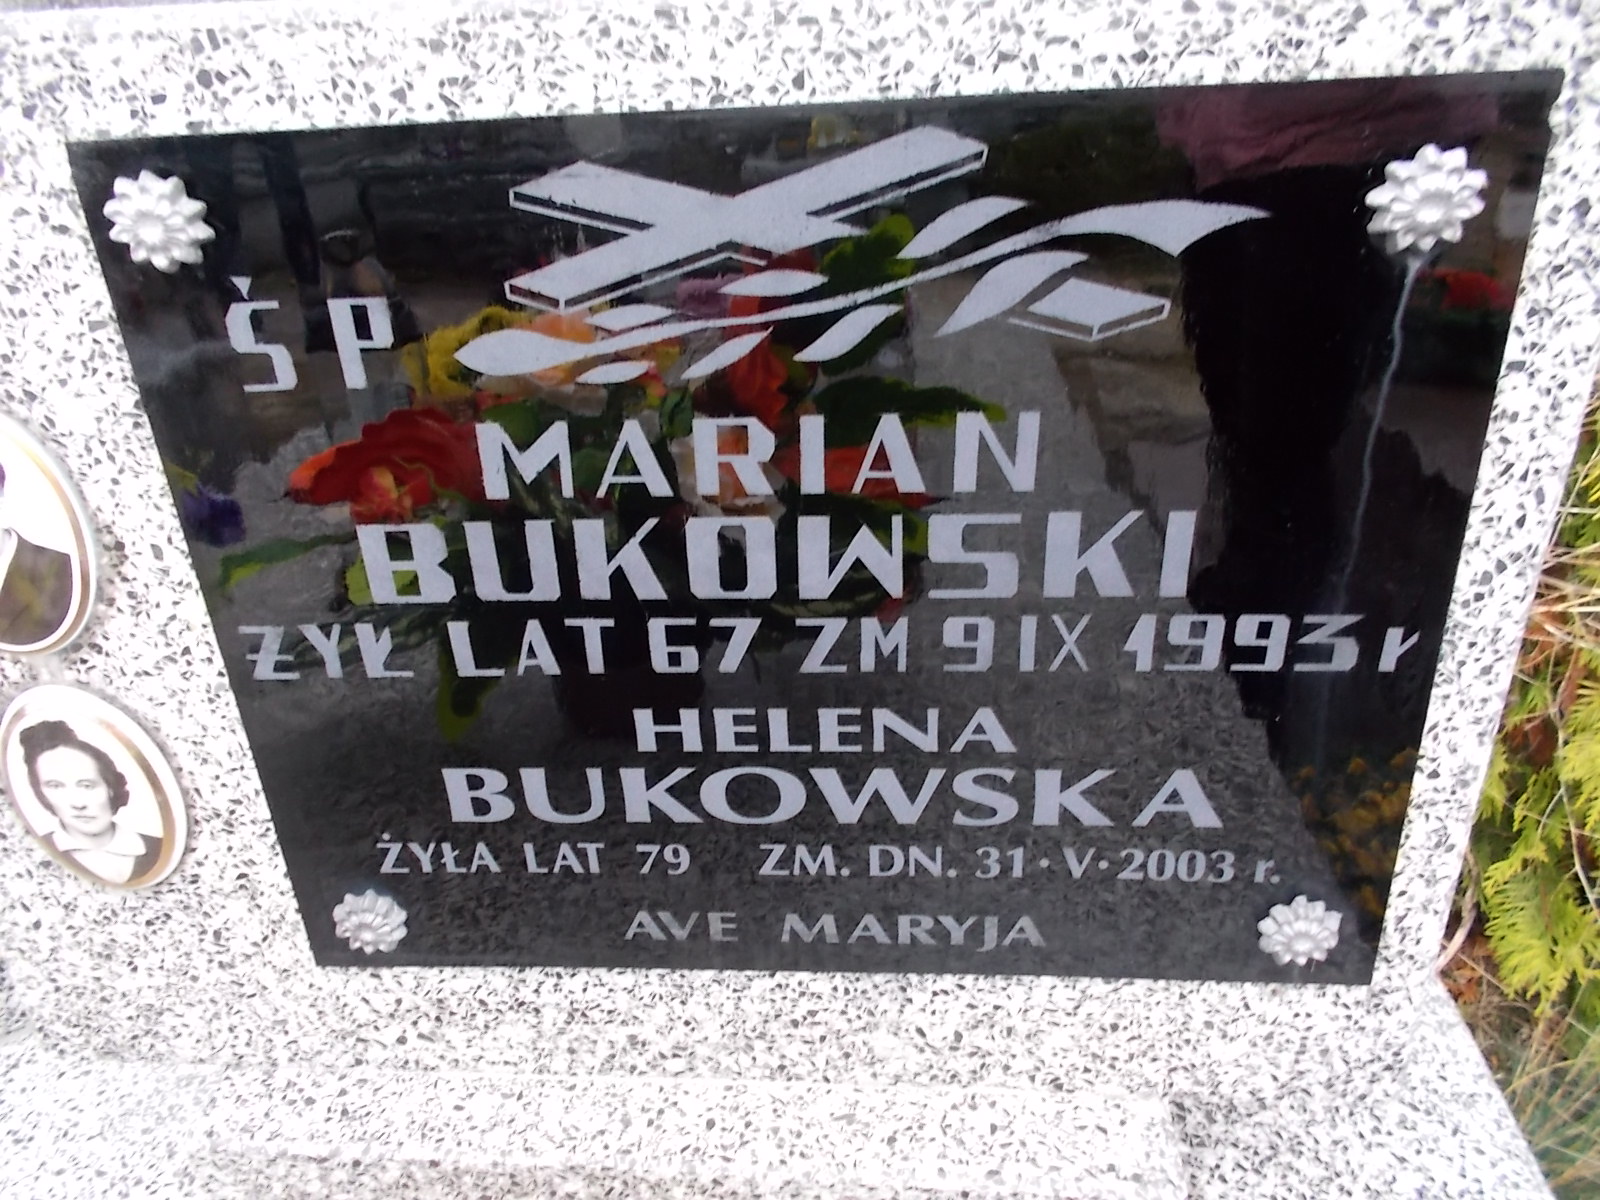 ŚP
MARIAN
BUKOWSKI
ŻYŁ LAT 67 ZM 9 IX 1993 r
HELENA
BUKOWSKA
ŻYŁA LAT 79 ZM. DN. 31·V·2003 r.
AVE MARYJA